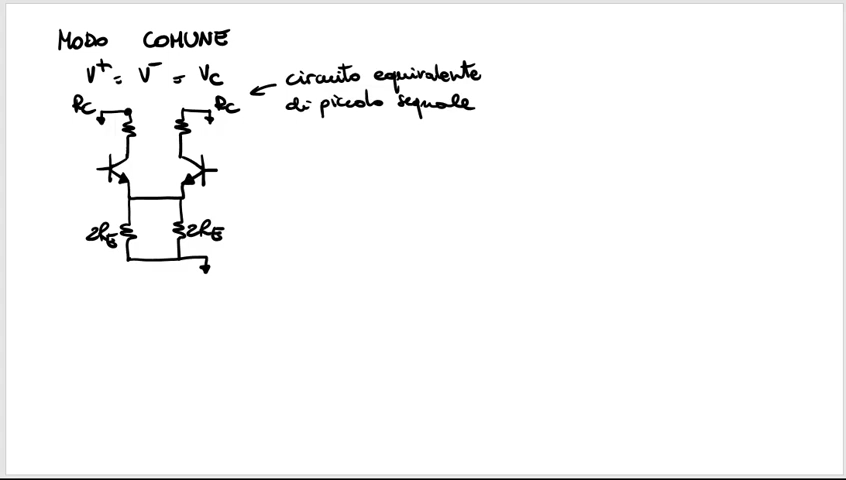 MODO COMUNE
V⁺ = V⁻ = Vc
circuito equivalente
di piccolo segnale
Rc Rc
2RE 2RE